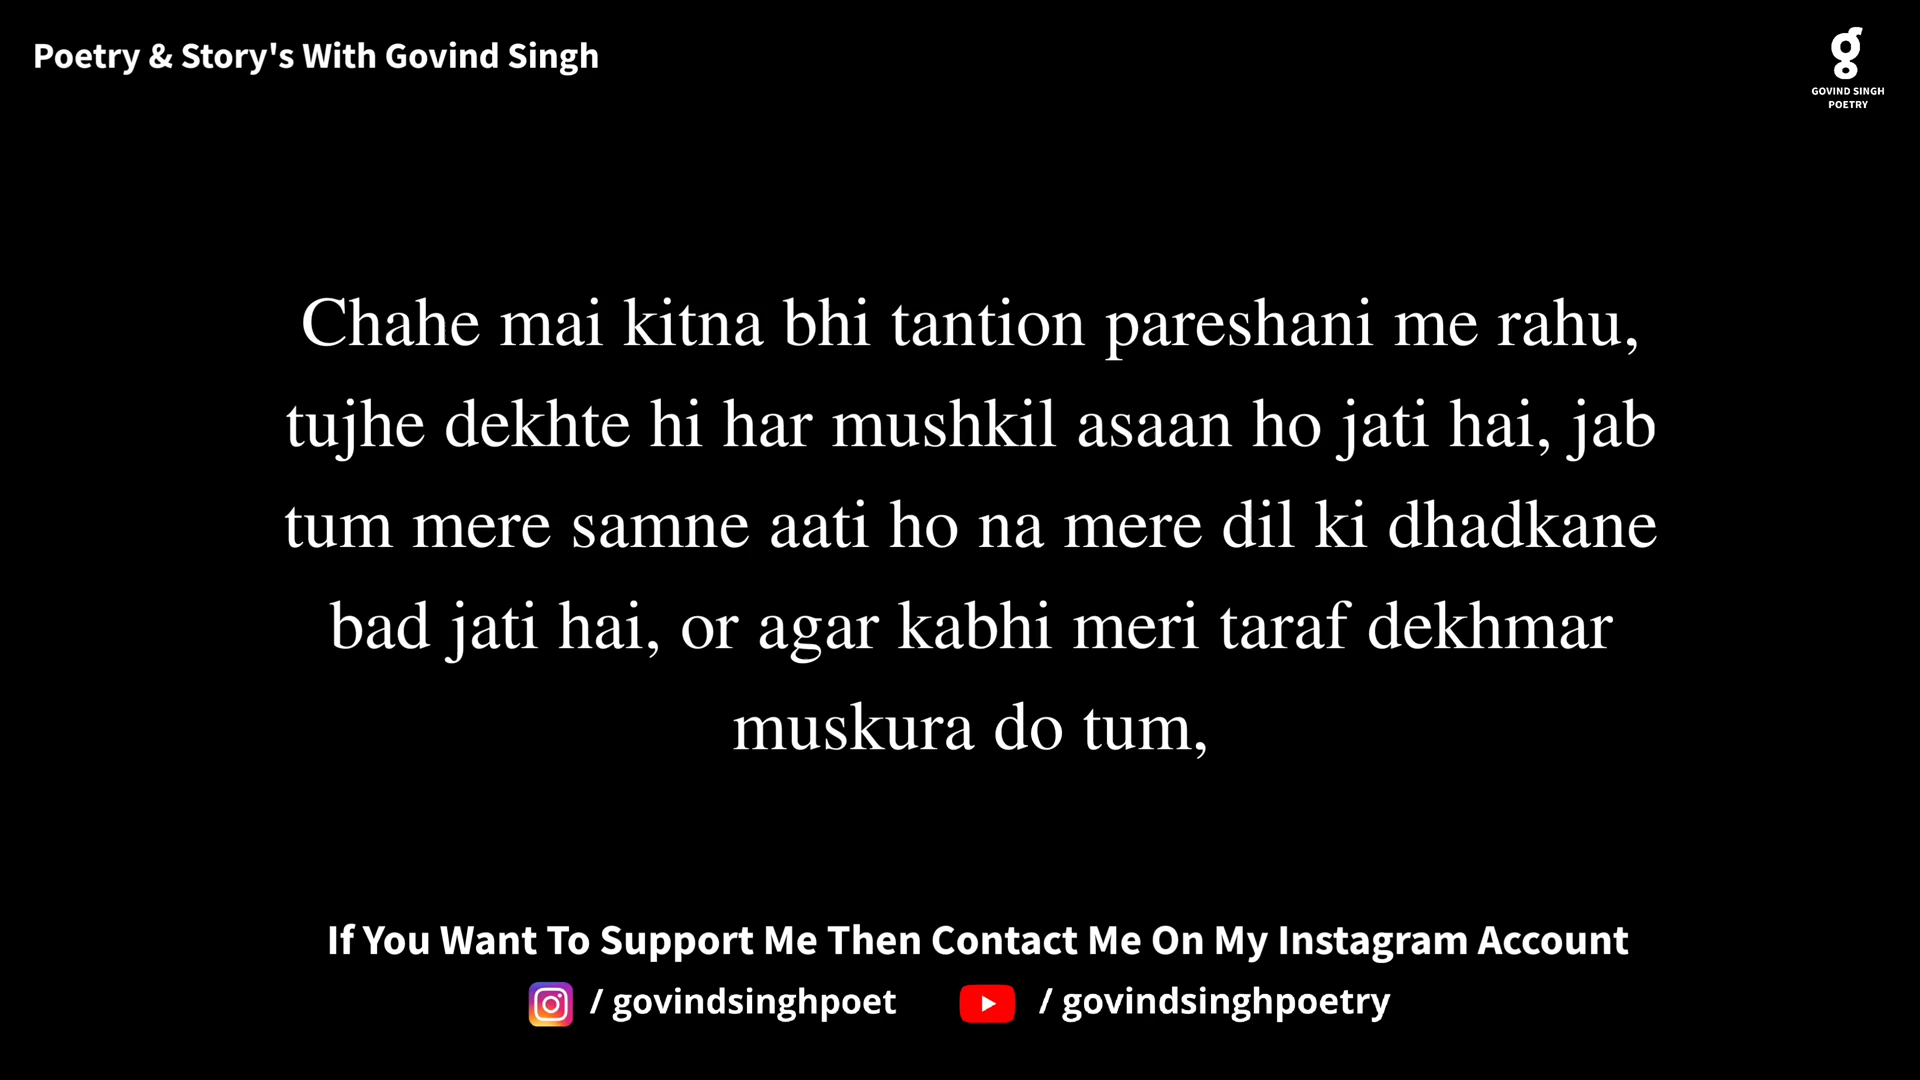 Poetry & Story's With Govind Singh
GOVIND SINGH
POETRY
Chahe mai kitna bhi tantion pareshani me rahu,
tujhe dekhte hi har mushkil asaan ho jati hai, jab
tum mere samne aati ho na mere dil ki dhadkane
bad jati hai, or agar kabhi meri taraf dekhmar
muskura do tum,
If You Want To Support Me Then Contact Me On My Instagram Account
/ govindsinghpoet
/ govindsinghpoetry